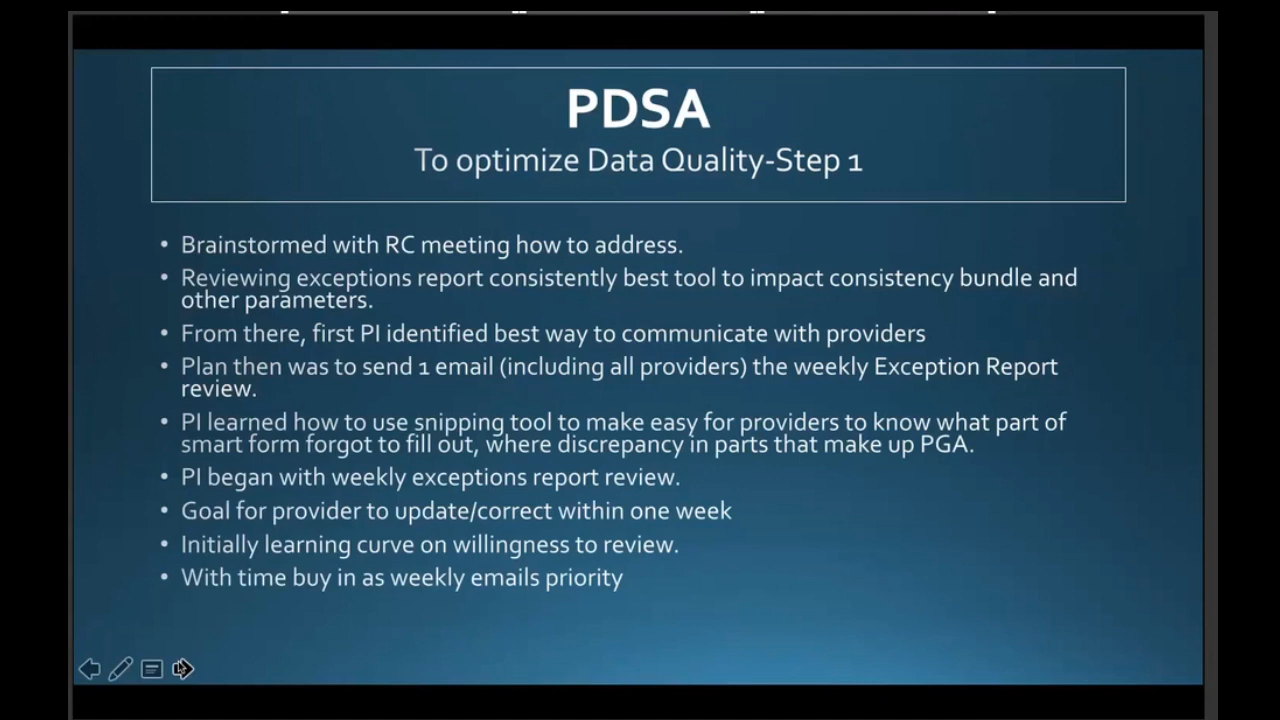 PDSA
To optimize Data Quality-Step 1
• Brainstormed with RC meeting how to address.
• Reviewing exceptions report consistently best tool to impact consistency bundle and
other parameters.
• From there, first PI identified best way to communicate with providers
• Plan then was to send 1 email (including all providers) the weekly Exception Report
review.
• PI learned how to use snipping tool to make easy for providers to know what part of
smart form forgot to fill out, where discrepancy in parts that make up PGA.
• PI began with weekly exceptions report review.
• Goal for provider to update/correct within one week
• Initially learning curve on willingness to review.
• With time buy in as weekly emails priority